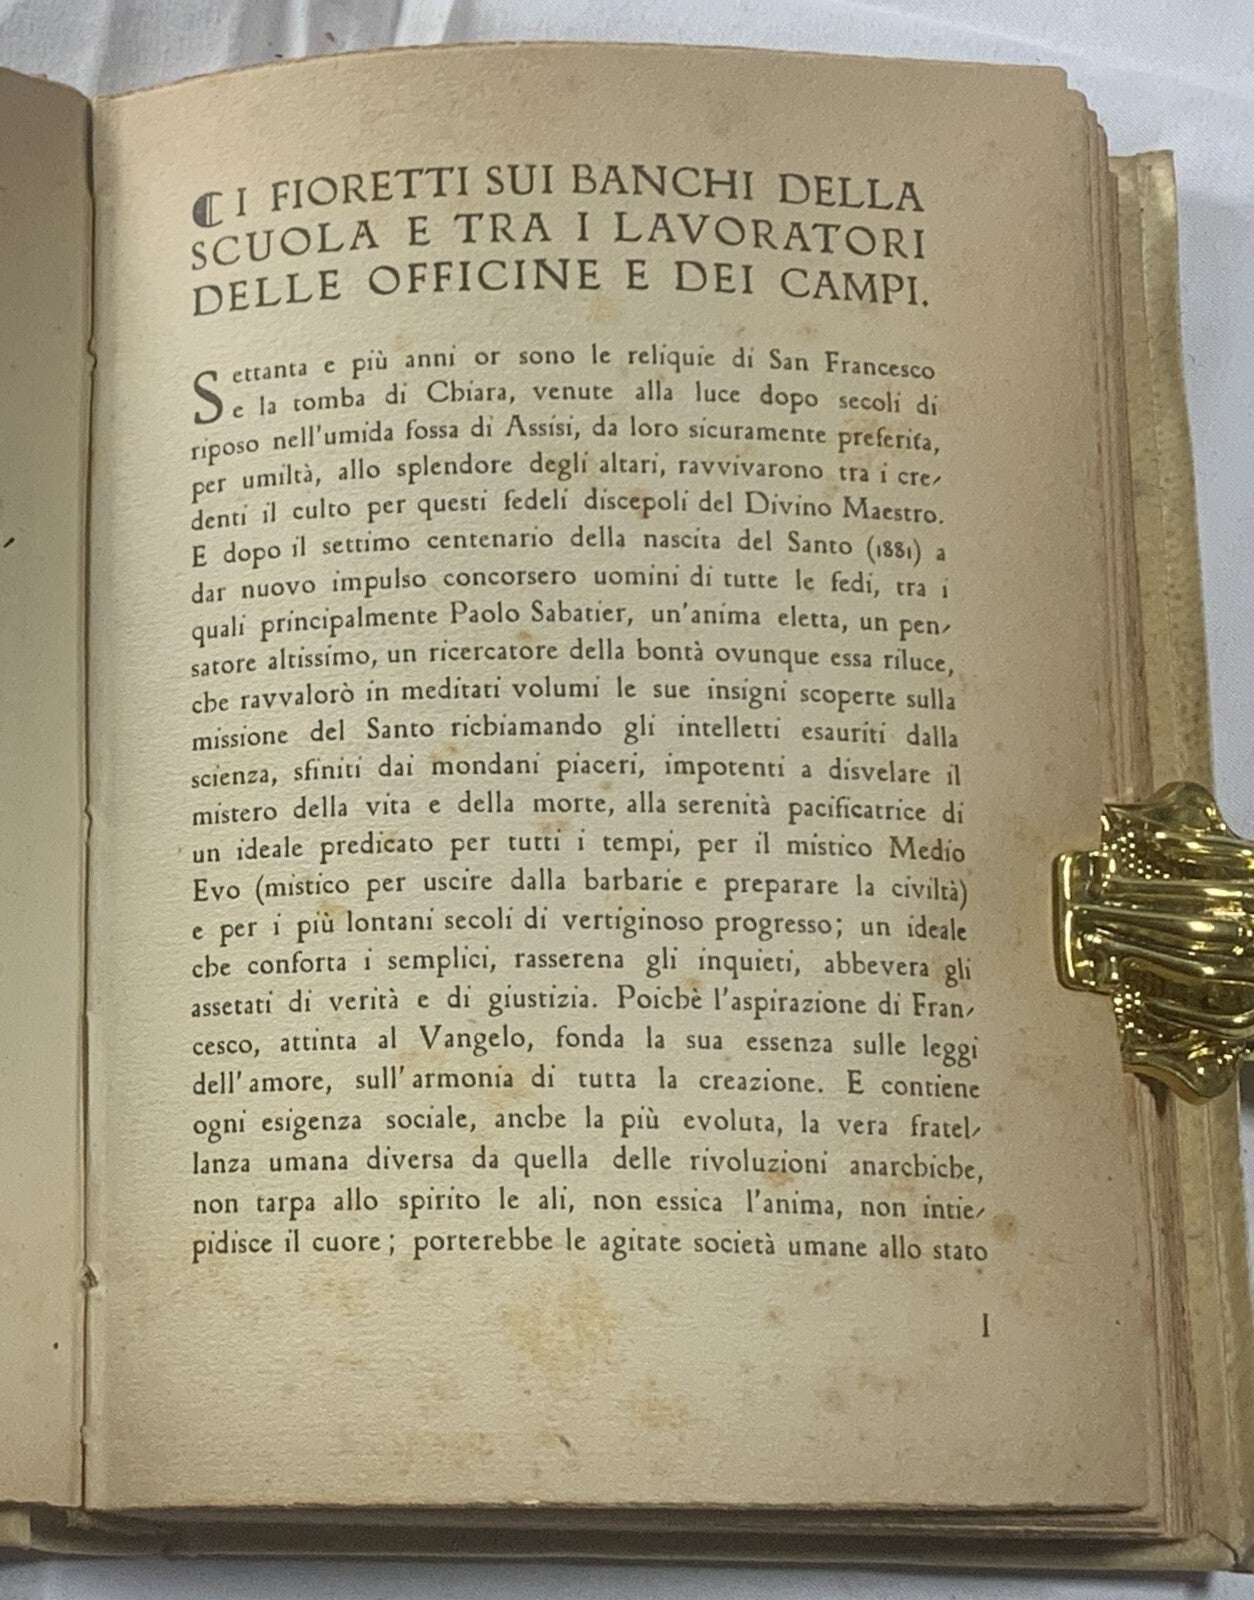 I FIORETTI SUI BANCHI DELLA
SCUOLA E TRA I LAVORATORI
DELLE OFFICINE E DEI CAMPI.
Settanta e più anni or sono le reliquie di San Francesco
e la tomba di Chiara, venute alla luce dopo secoli di
riposo nell'umida fossa di Assisi, da loro sicuramente preferita,
per umiltà, allo splendore degli altari, ravvivarono tra i cre-
denti il culto per questi fedeli discepoli del Divino Maestro.
E dopo il settimo centenario della nascita del Santo (1881) a
dar nuovo impulso concorsero uomini di tutte le fedi, tra i
quali principalmente Paolo Sabatier, un'anima eletta, un pen-
satore altissimo, un ricercatore della bontà ovunque essa riluce,
che ravvalorò in meditati volumi le sue insigni scoperte sulla
missione del Santo richiamando gli intelletti esauriti dalla
scienza, sfiniti dai mondani piaceri, impotenti a disvelare il
mistero della vita e della morte, alla serenità pacificatrice di
un ideale predicato per tutti i tempi, per il mistico Medio
Evo (mistico per uscire dalla barbarie e preparare la civiltà)
e per i più lontani secoli di vertiginoso progresso; un ideale
che conforta i semplici, rasserena gli inquieti, abbevera gli
assetati di verità e di giustizia. Poichè l'aspirazione di Fran-
cesco, attinta al Vangelo, fonda la sua essenza sulle leggi
dell'amore, sull'armonia di tutta la creazione. E contiene
ogni esigenza sociale, anche la più evoluta, la vera fratel-
lanza umana diversa da quella delle rivoluzioni anarchiche,
non tarpa allo spirito le ali, non essica l'anima, non intie-
pidisce il cuore; porterebbe le agitate società umane allo stato
I